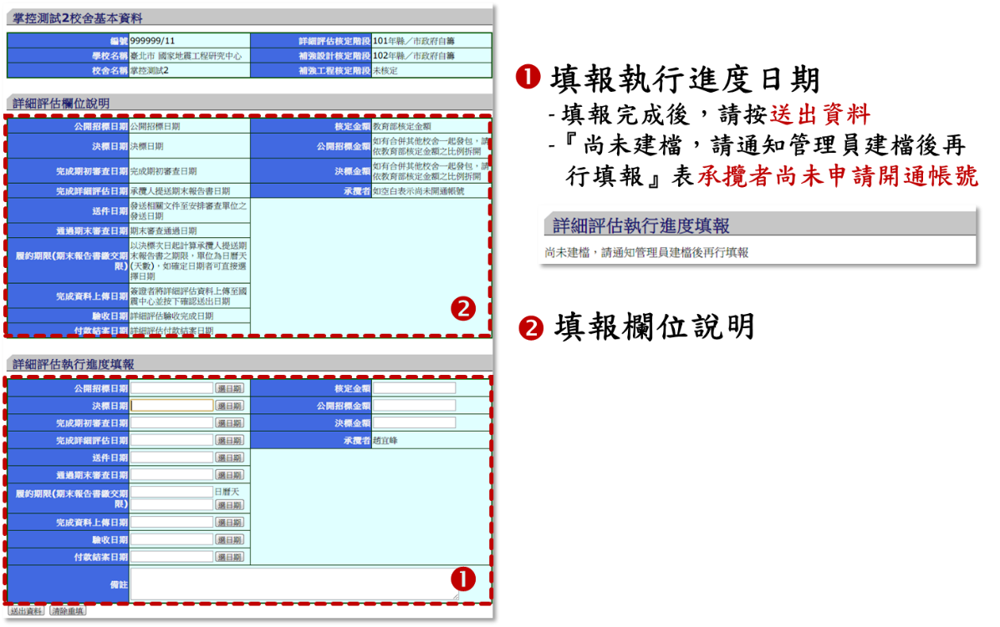 掌控測試2校舍基本資料
編號 999999/11 詳細評估核定階段 101年縣／市政府自籌
學校名稱 臺北市 國家地震工程研究中心 補強設計核定階段 102年縣／市政府自籌
校舍名稱 掌控測試2 補強工程核定階段 未核定
詳細評估欄位說明
公開招標日期 公開招標日期 核定金額 教育部核定金額
決標日期 決標日期 公開招標金額 如有合併其他校舍一起發包，請
依教育部核定金額之比例拆開
完成期初審查日期 完成期初審查日期 決標金額 如有合併其他校舍一起發包，請
依教育部核定金額之比例拆開
完成詳細評估日期 承攬人提送期末報告書日期 承攬者 如空白表示尚未開通帳號
送件日期 發送相關文件至安排審查單位之
發送日期
通過期末審查日期 期末審查通過日期
履約期限(期末報告書繳交期
限) 以決標次日起計算承攬人提送期
末報告書之期限，單位為日曆天
(天數)，如確定日期者可直接選
擇日期
完成資料上傳日期 簽證者將詳細評估資料上傳至國
震中心並按下確認送出日期
驗收日期 詳細評估驗收完成日期
付款結案日期 詳細評估付款結案日期
2
詳細評估執行進度填報
公開招標日期 選日期 核定金額
決標日期 選日期 公開招標金額
完成期初審查日期 選日期 決標金額
完成詳細評估日期 選日期 承攬者 趙宜峰
送件日期 選日期
通過期末審查日期 選日期
履約期限(期末報告書繳交期 日曆天
限) 選日期
完成資料上傳日期 選日期
驗收日期 選日期
付款結案日期 選日期
備註
1
送出資料 清除重填
1 填報執行進度日期
-填報完成後，請按送出資料
-『尚未建檔，請通知管理員建檔後再
行填報』表承攬者尚未申請開通帳號
詳細評估執行進度填報
尚未建檔，請通知管理員建檔後再行填報
2 填報欄位說明